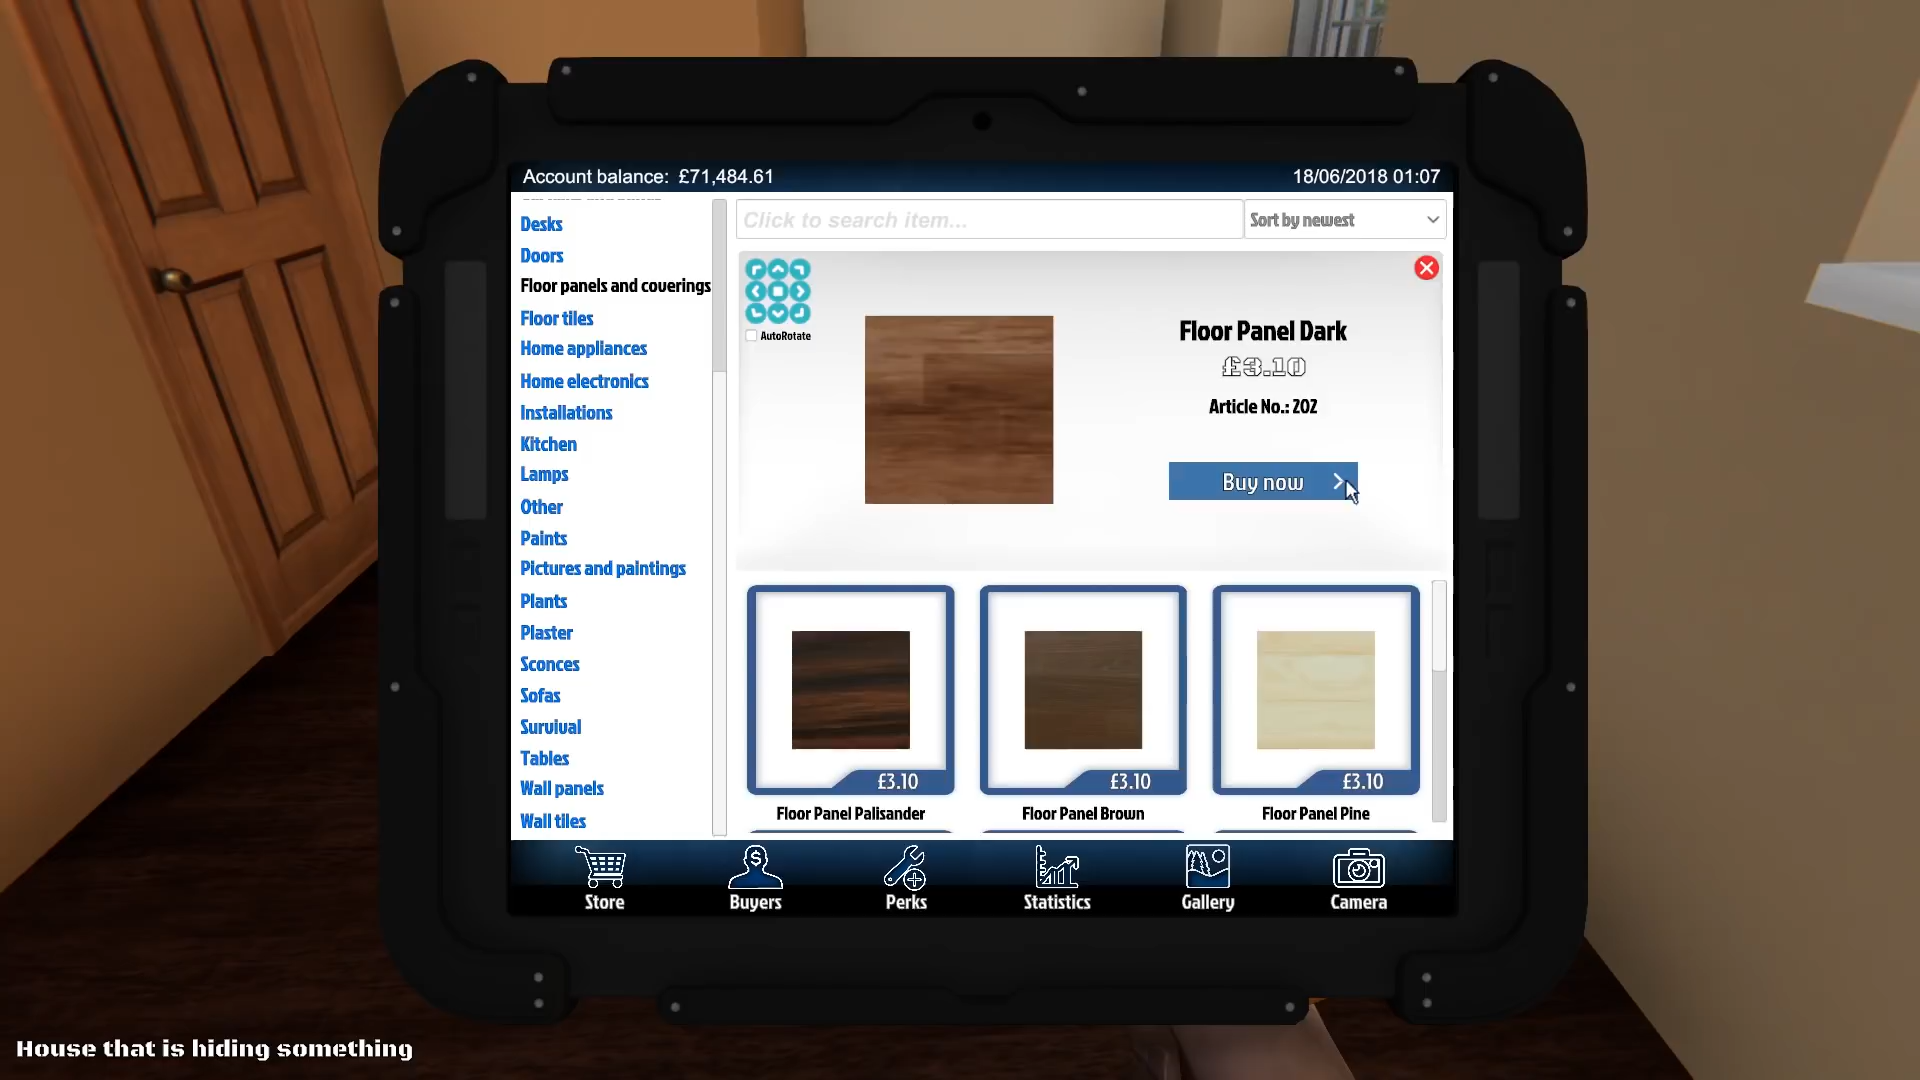 Account balance: £71,484.61
18/06/2018 01:07
Desks
Doors
Floor panels and coverings
Floor tiles
Home appliances
Home electronics
Installations
Kitchen
Lamps
Other
Paints
Pictures and paintings
Plants
Plaster
Sconces
Sofas
Survival
Tables
Wall panels
Wall tiles
Click to search item...
Sort by newest
AutoRotate
Floor Panel Dark
£3.10
Article No.: 202
Buy now
£3.10
£3.10
£3.10
Floor Panel Palisander
Floor Panel Brown
Floor Panel Pine
Store
Buyers
Perks
Statistics
Gallery
Camera
House that is hiding something